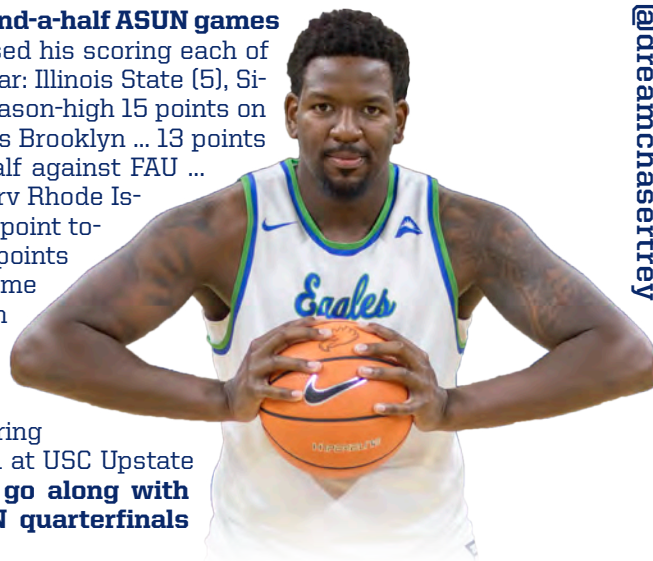 nd-a-half ASUN games
sed his scoring each of
ar: Illinois State (5), Si-
ason-high 15 points on
s Brooklyn ... 13 points
alf against FAU ...
rv Rhode Is-
point to-
points
me
n
ring
at USC Upstate
go along with
N quarterfinals
@dreamchasertrey
Eagles